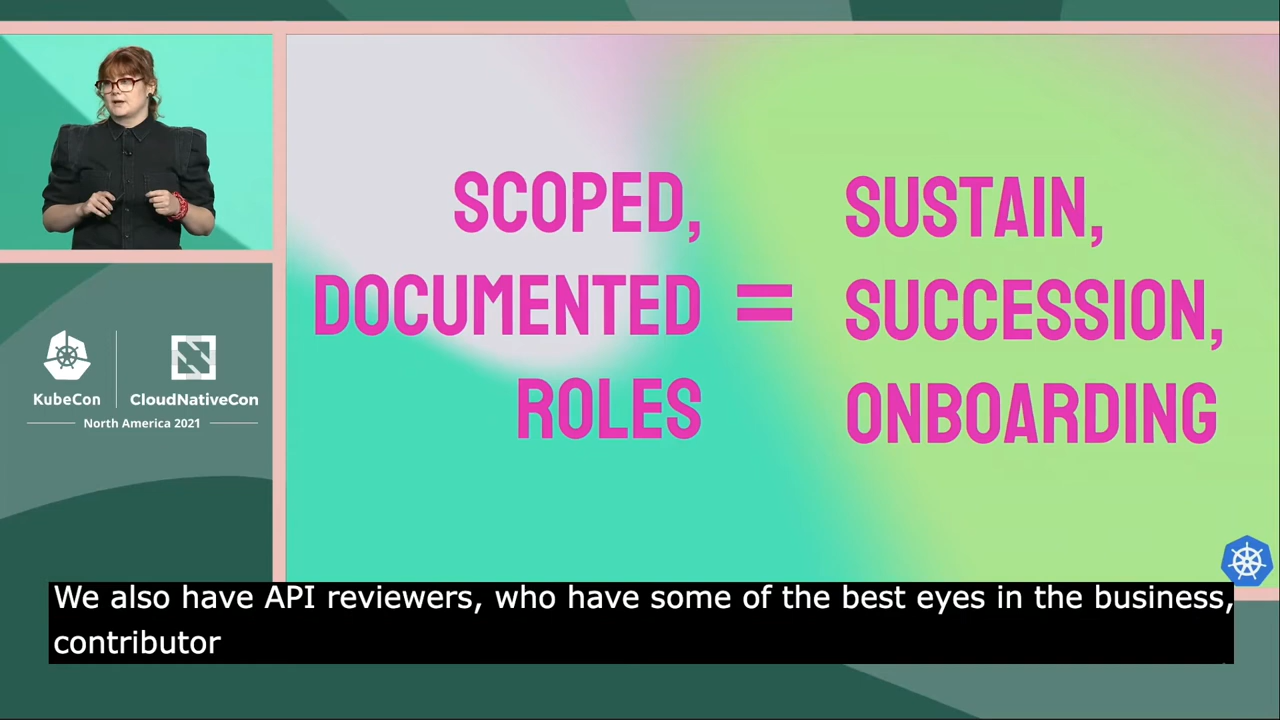 SCOPED,
DOCUMENTED
ROLES
=
SUSTAIN,
SUCCESSION,
ONBOARDING
KubeCon
CloudNativeCon
North America 2021
We also have API reviewers, who have some of the best eyes in the business,
contributor